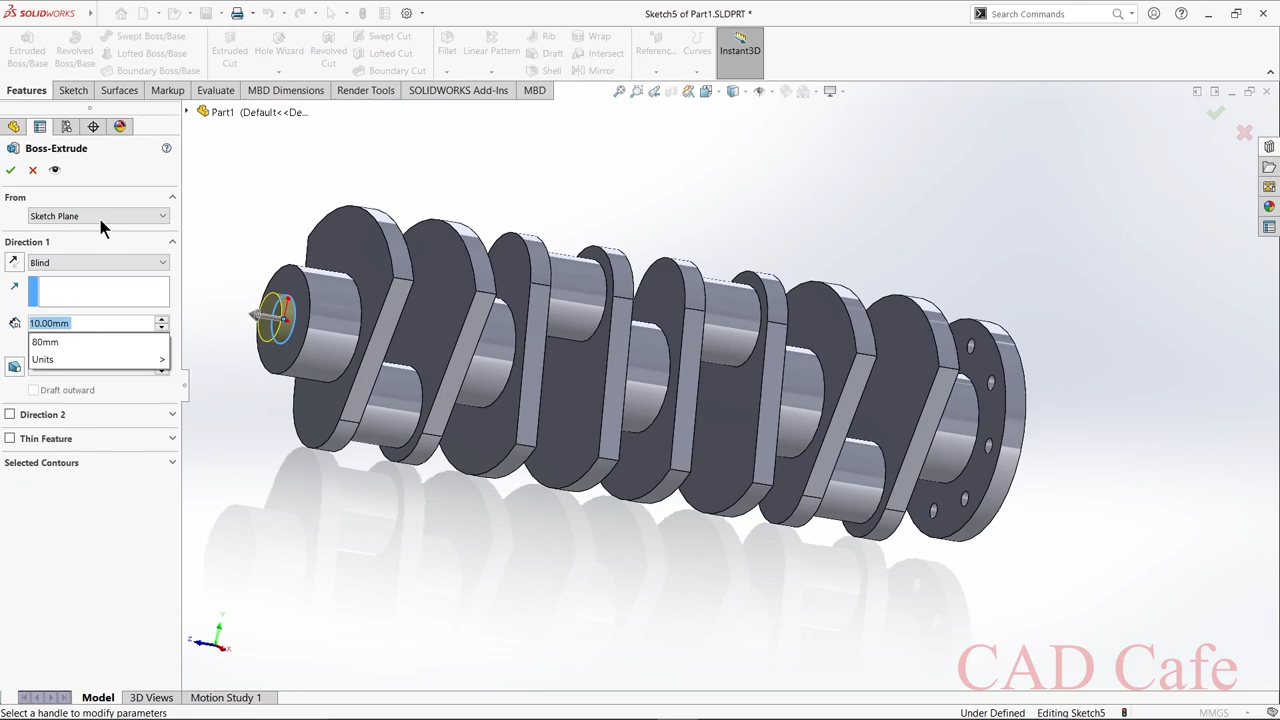 SOLIDWORKS
Sketch5 of Part1.SLDPRT *
Search Commands
Extruded Boss/Base
Revolved Boss/Base
Swept Boss/Base
Lofted Boss/Base
Boundary Boss/Base
Extruded Cut
Hole Wizard
Revolved Cut
Swept Cut
Lofted Cut
Boundary Cut
Fillet
Linear Pattern
Rib
Draft
Shell
Wrap
Intersect
Mirror
Referenc...
Curves
Instant3D
Features
Sketch
Surfaces
Markup
Evaluate
MBD Dimensions
Render Tools
SOLIDWORKS Add-Ins
MBD
Part1 (Default<<De...
Boss-Extrude
From
Sketch Plane
Direction 1
Blind
10.00mm
80mm
Units >
Draft outward
Direction 2
Thin Feature
Selected Contours
Y
Z
X
CAD Cafe
Model
3D Views
Motion Study 1
Select a handle to modify parameters
Under Defined
Editing Sketch5
MMGS